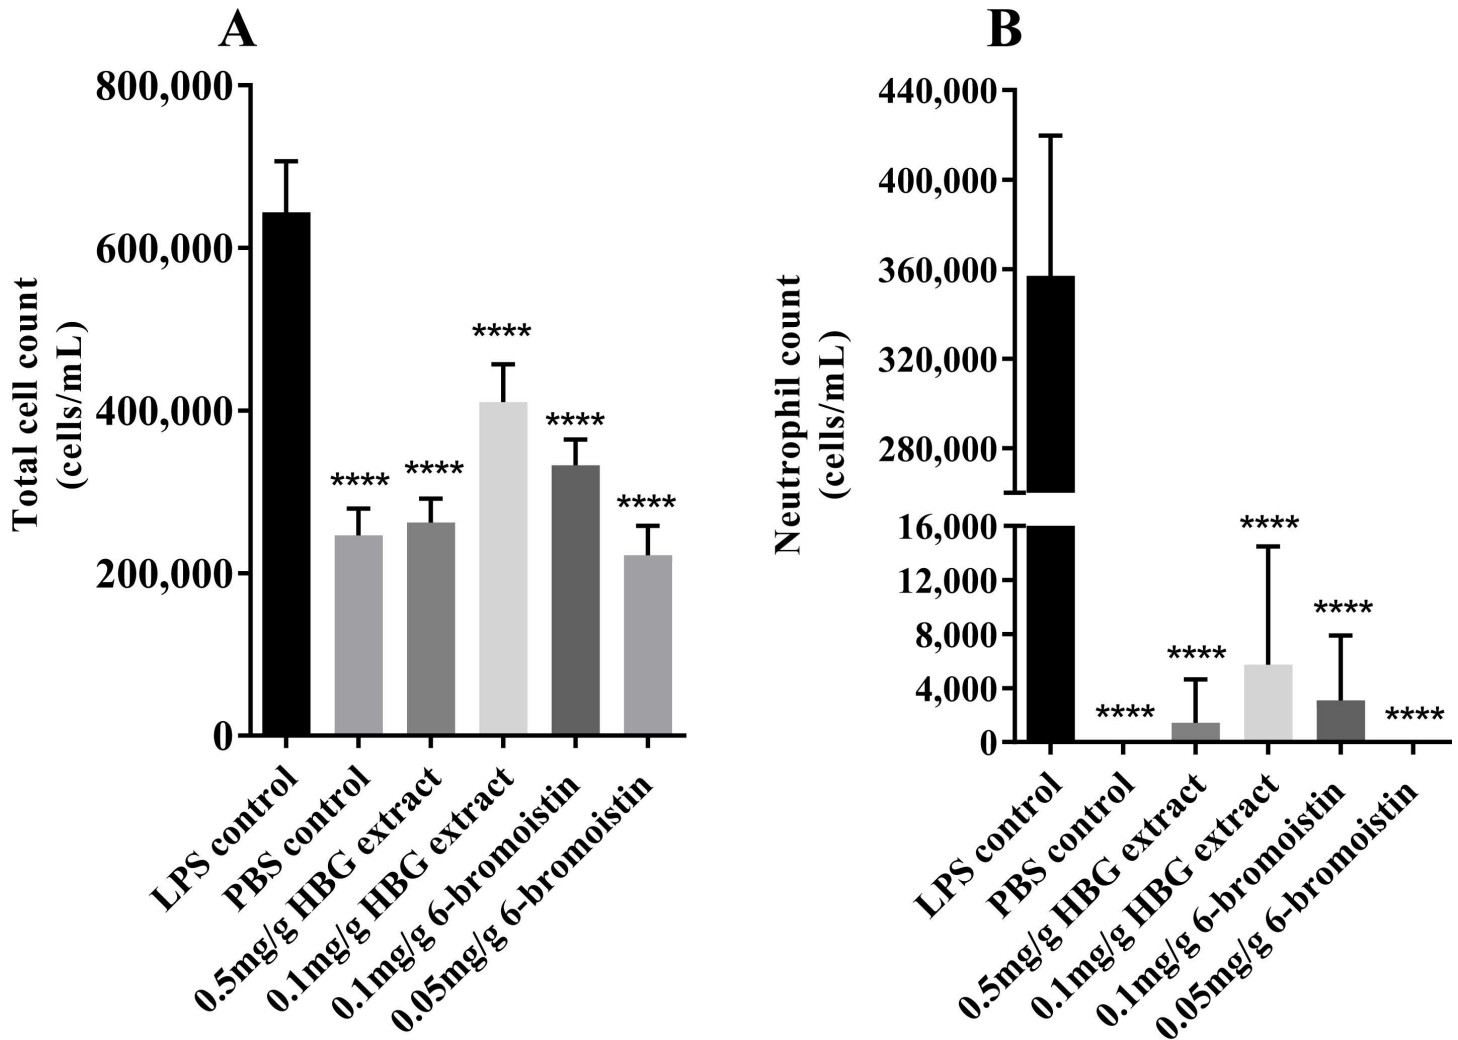 A
800,000
600,000
400,000
200,000
0
Total cell count
(cells/mL)
****
****
****
****
****
LPS control
PBS control
0.5mg/g HBG extract
0.1mg/g HBG extract
0.1mg/g 6-bromoistin
0.05mg/g 6-bromoistin
B
440,000
400,000
360,000
320,000
280,000
16,000
12,000
8,000
4,000
0
Neutrophil count
(cells/mL)
****
****
****
****
****
LPS control
PBS control
0.5mg/g HBG extract
0.1mg/g HBG extract
0.1mg/g 6-bromoistin
0.05mg/g 6-bromoistin